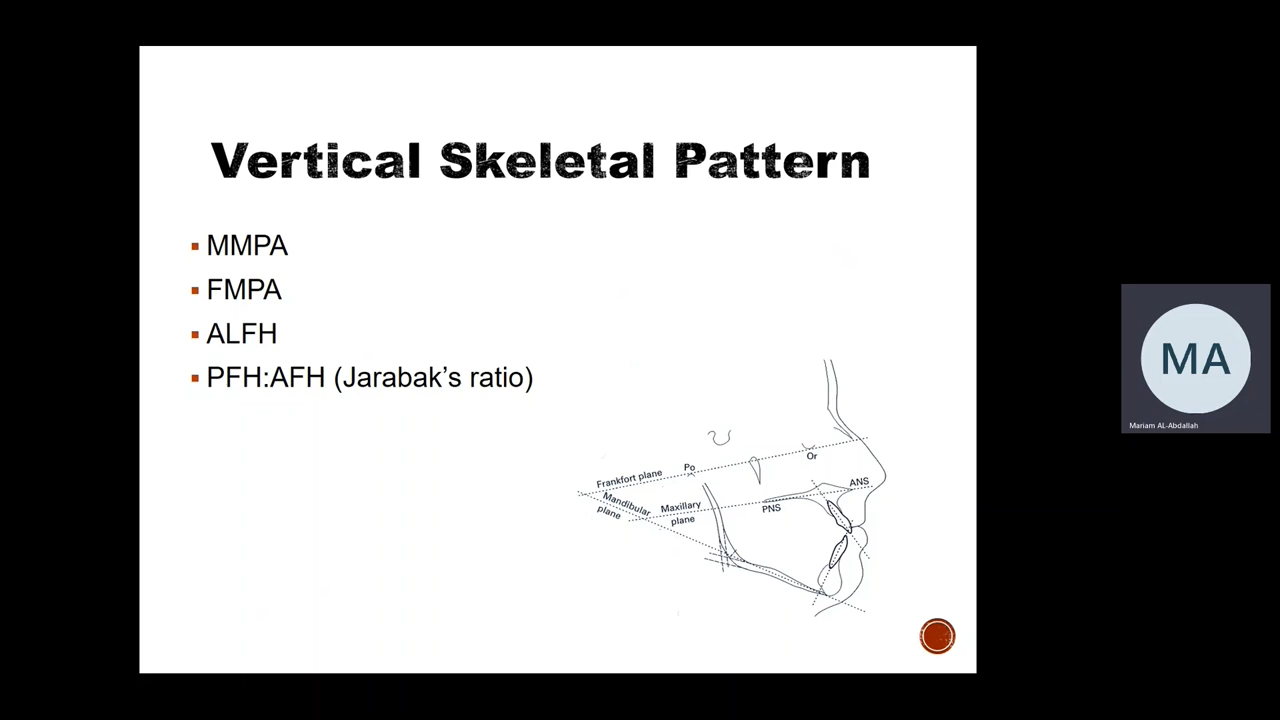 Vertical Skeletal Pattern
MMPA
FMPA
ALFH
PFH:AFH (Jarabak's ratio)
Frankfort plane
Po
Or
Mandibular
plane
Maxillary
plane
PNS
ANS
MA
Mariam AL-Abdallah